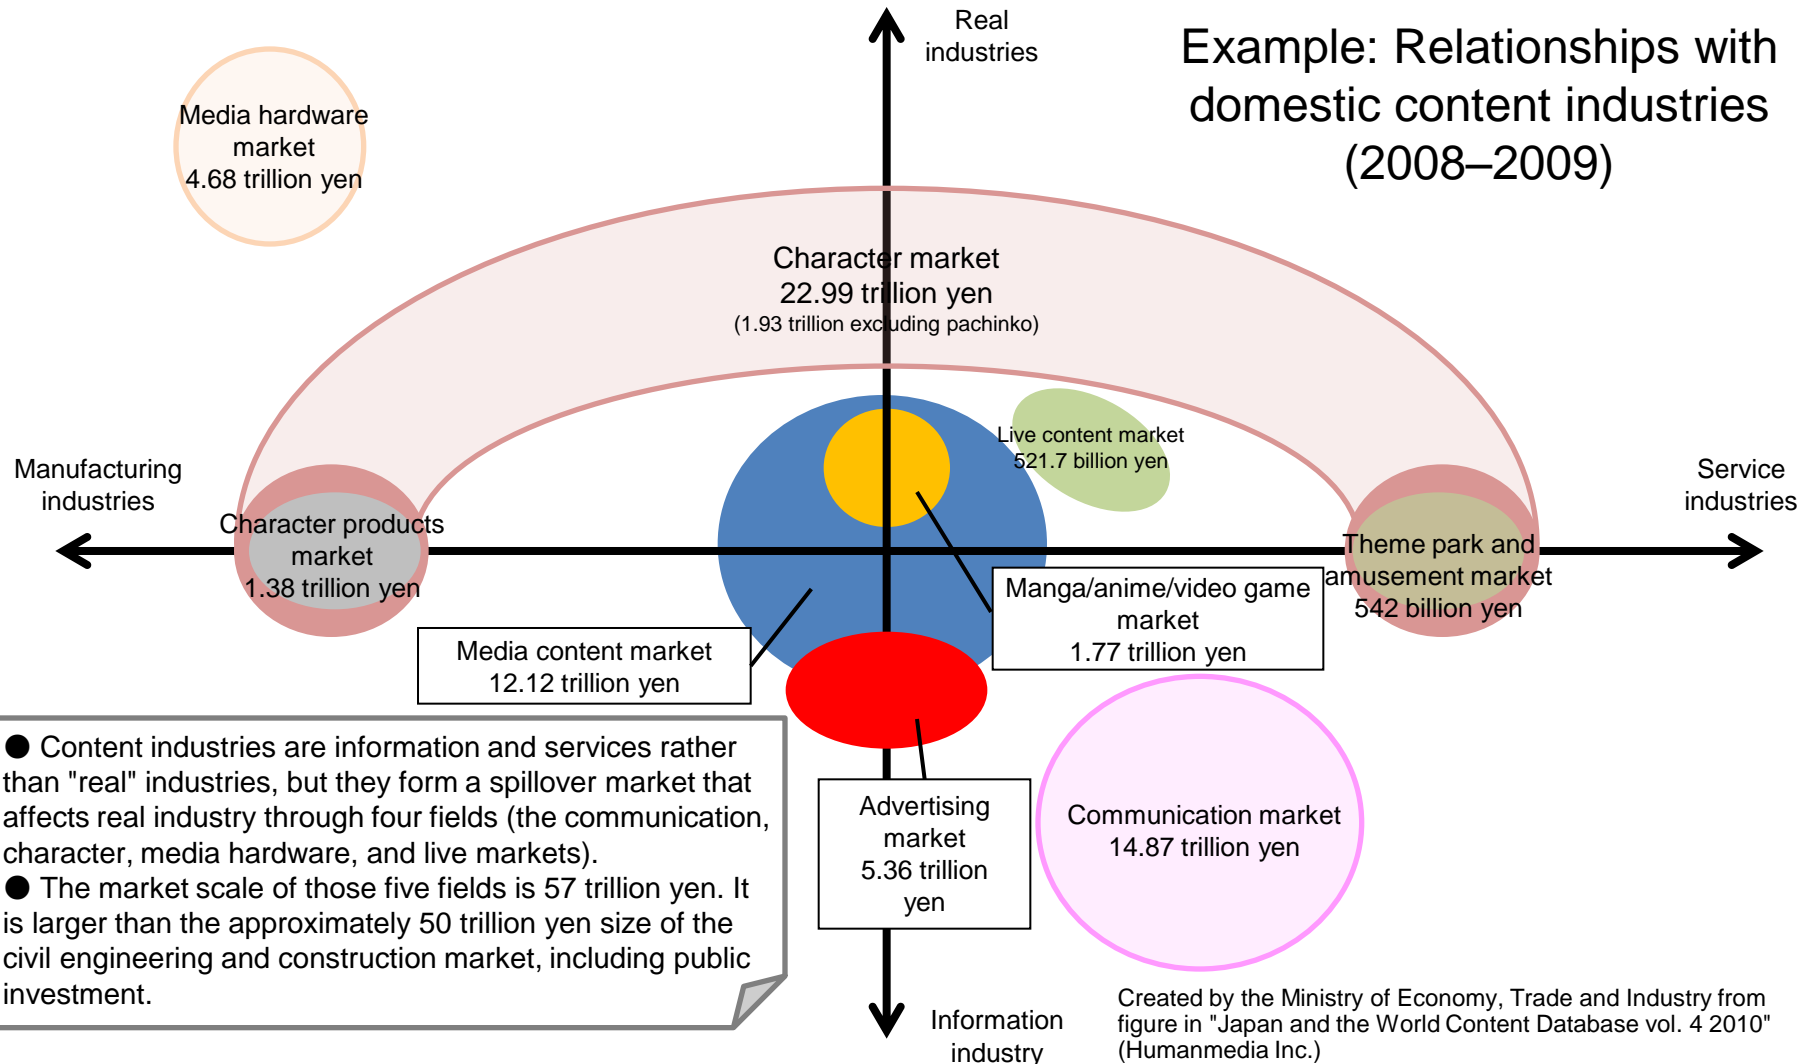 Real
industries
Example: Relationships with
domestic content industries
(2008–2009)
Media hardware
market
4.68 trillion yen
Character market
22.99 trillion yen
(1.93 trillion excluding pachinko)
Live content market
521.7 billion yen
Manufacturing
industries
Service
industries
Character products
market
1.38 trillion yen
Theme park and
amusement market
542 billion yen
Manga/anime/video game
market
1.77 trillion yen
Media content market
12.12 trillion yen
● Content industries are information and services rather
than "real" industries, but they form a spillover market that
affects real industry through four fields (the communication,
character, media hardware, and live markets).
● The market scale of those five fields is 57 trillion yen. It
is larger than the approximately 50 trillion yen size of the
civil engineering and construction market, including public
investment.
Advertising
market
5.36 trillion
yen
Communication market
14.87 trillion yen
Information
industry
Created by the Ministry of Economy, Trade and Industry from
figure in "Japan and the World Content Database vol. 4 2010"
(Humanmedia Inc.)